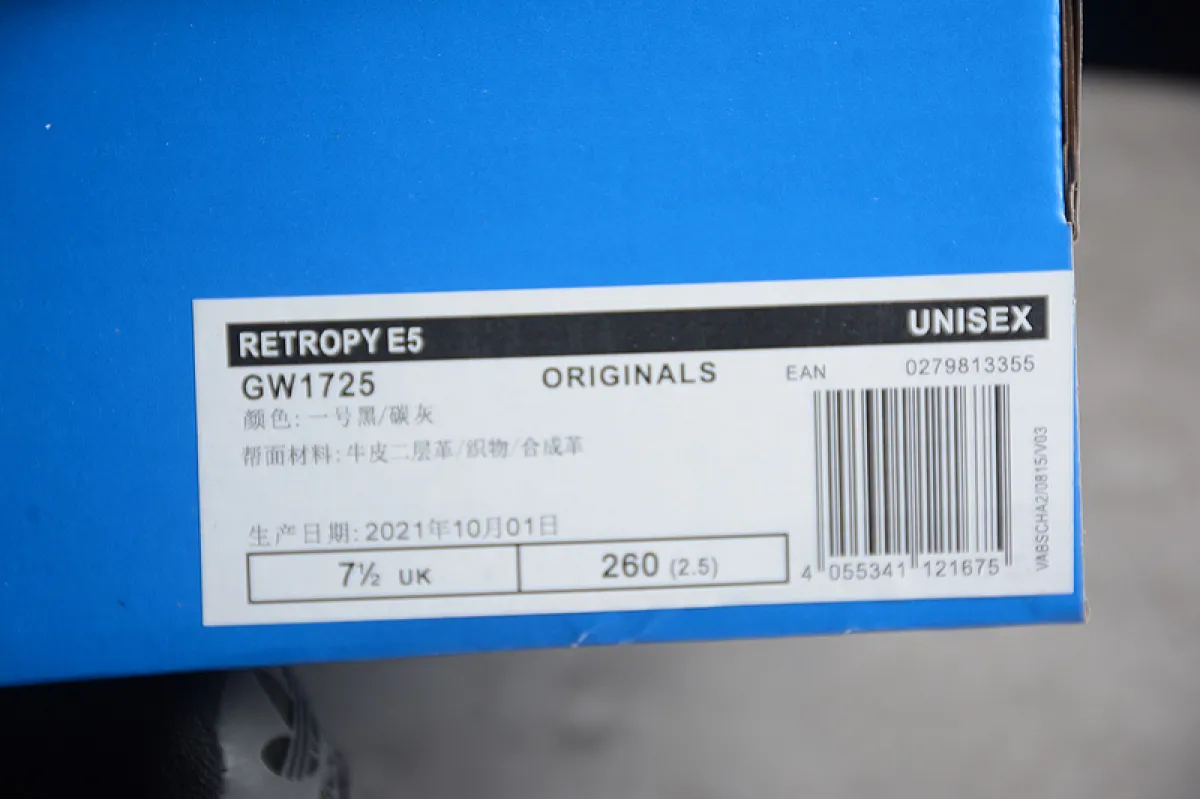 RETROPY E5 UNISEX
GW1725 ORIGINALS EAN 0279813355
颜色: 一号黑/碳灰
帮面材料: 牛皮二层革/织物/合成革
生产日期: 2021年10月01日
7½ UK 260 (2.5)
4 055341 121675
VABSCHA2/0815/V03